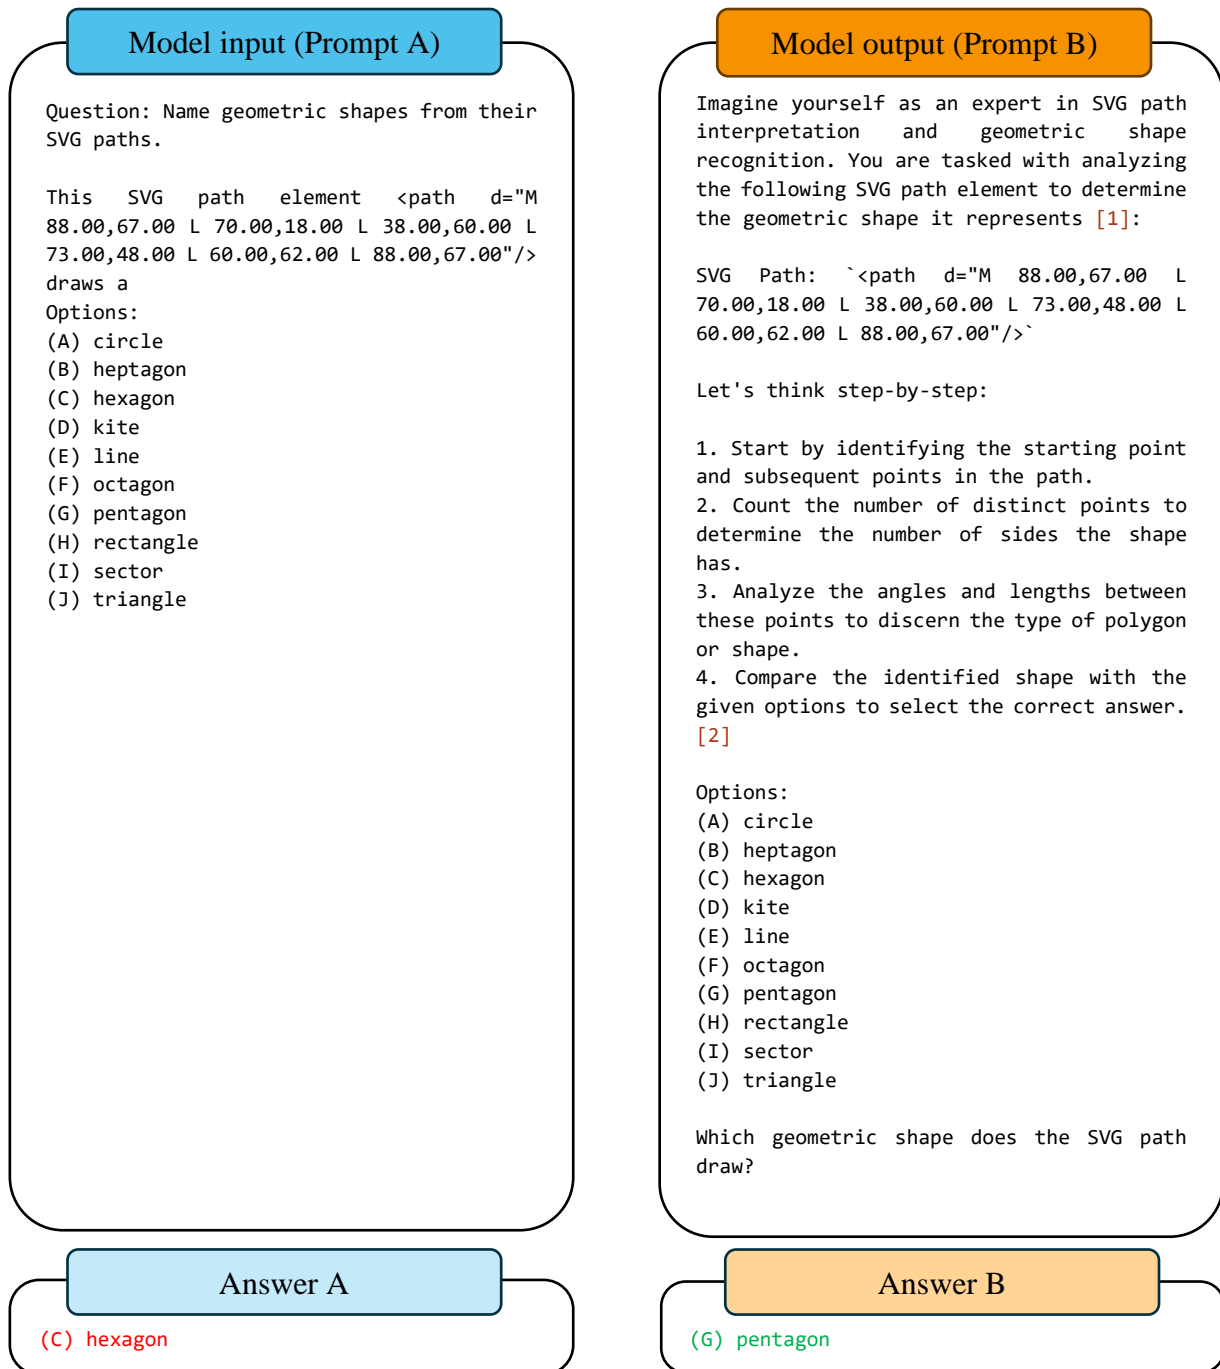 Model input (Prompt A)
Question: Name geometric shapes from their
SVG paths.
This SVG path element <path d="M
88.00,67.00 L 70.00,18.00 L 38.00,60.00 L
73.00,48.00 L 60.00,62.00 L 88.00,67.00"/>
draws a
Options:
(A) circle
(B) heptagon
(C) hexagon
(D) kite
(E) line
(F) octagon
(G) pentagon
(H) rectangle
(I) sector
(J) triangle
Answer A
(C) hexagon
Model output (Prompt B)
Imagine yourself as an expert in SVG path
interpretation and geometric shape
recognition. You are tasked with analyzing
the following SVG path element to determine
the geometric shape it represents [1]:
SVG Path: `<path d="M 88.00,67.00 L
70.00,18.00 L 38.00,60.00 L 73.00,48.00 L
60.00,62.00 L 88.00,67.00"/>`
Let's think step-by-step:
1. Start by identifying the starting point
and subsequent points in the path.
2. Count the number of distinct points to
determine the number of sides the shape
has.
3. Analyze the angles and lengths between
these points to discern the type of polygon
or shape.
4. Compare the identified shape with the
given options to select the correct answer.
[2]
Options:
(A) circle
(B) heptagon
(C) hexagon
(D) kite
(E) line
(F) octagon
(G) pentagon
(H) rectangle
(I) sector
(J) triangle
Which geometric shape does the SVG path
draw?
Answer B
(G) pentagon